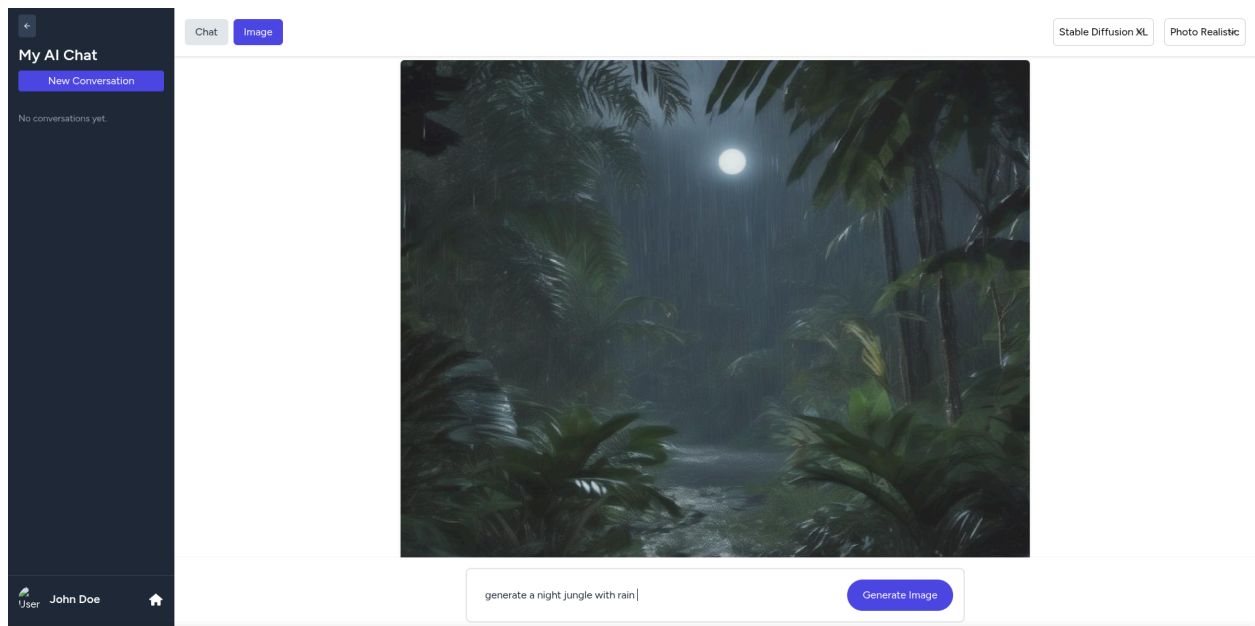 My AI Chat
New Conversation
No conversations yet.
User
John Doe
Chat
Image
Stable Diffusion XL
Photo Realistic
generate a night jungle with rain
Generate Image